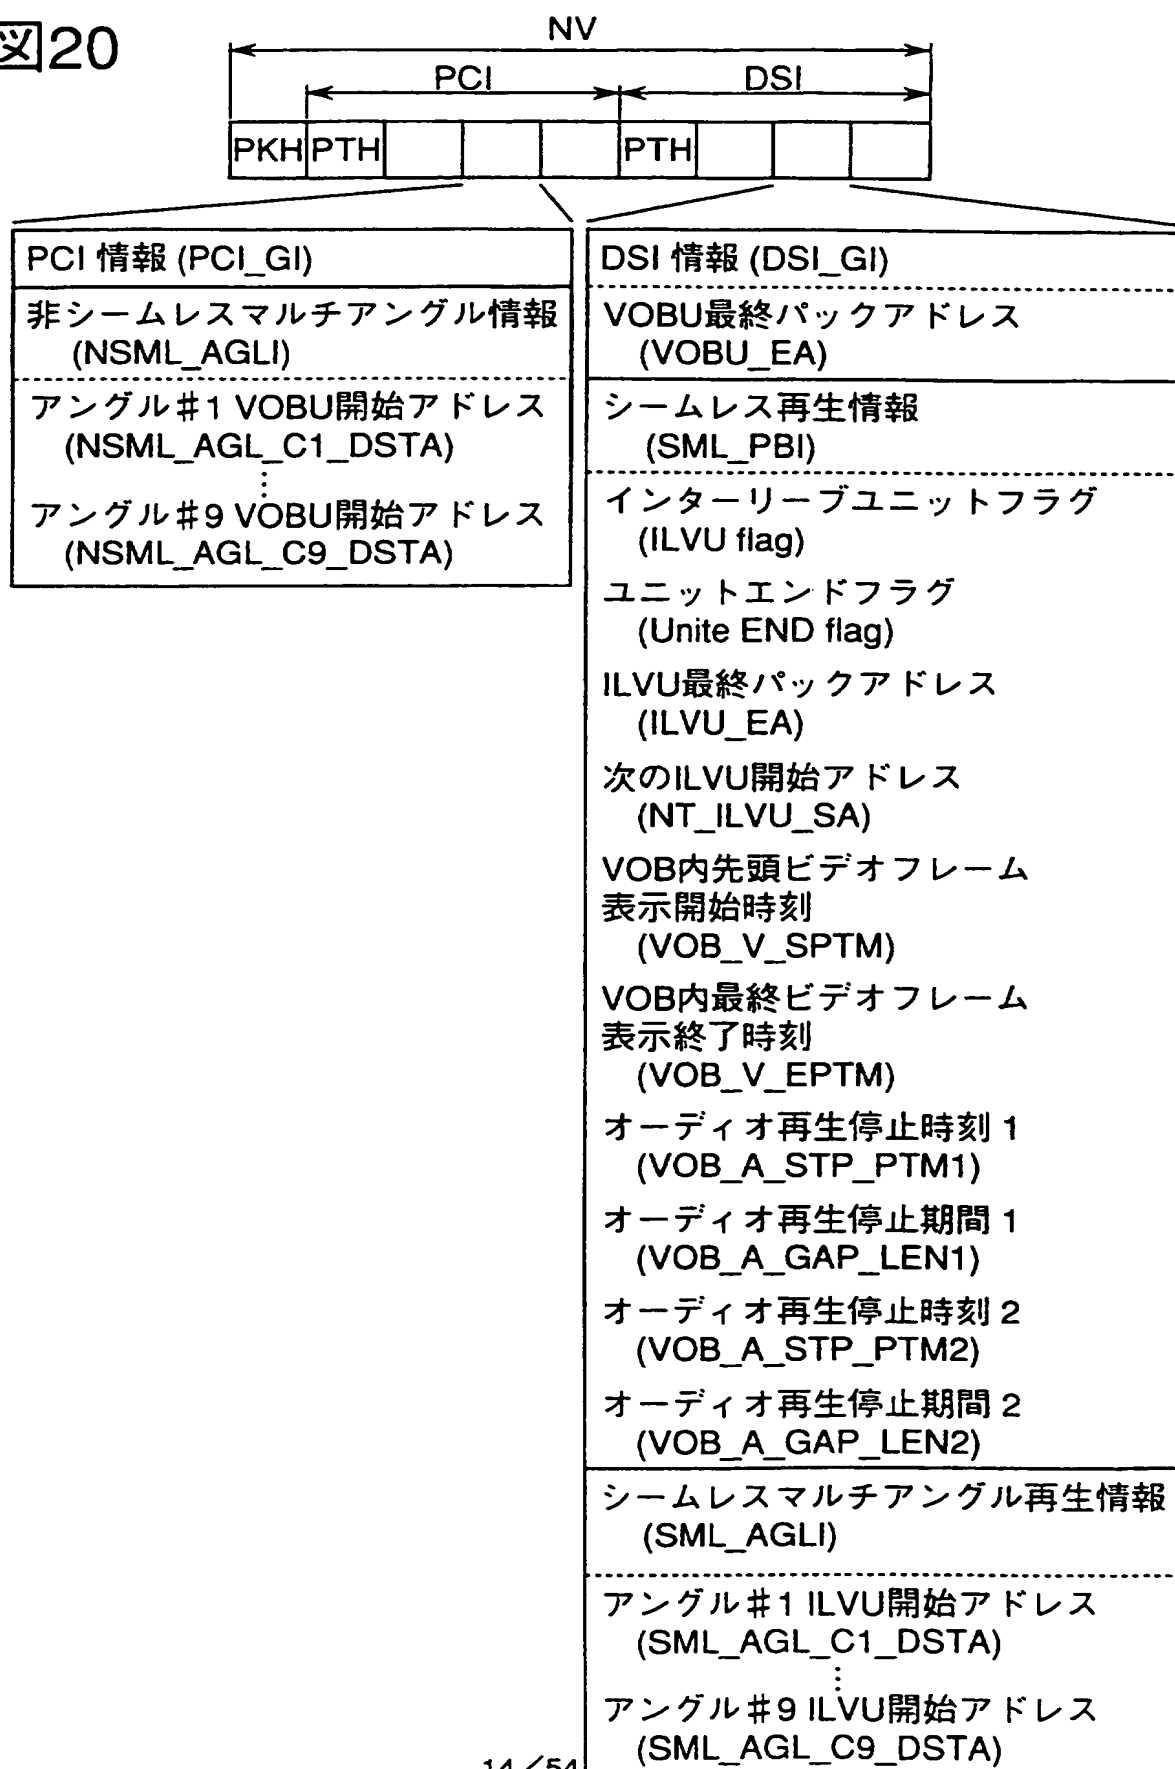 図20
NV
PCI
DSI
PKH PTH PTH
PCI 情報 (PCI_GI)
非シームレスマルチアングル情報
(NSML_AGLI)
アングル♯1 VOBU開始アドレス
(NSML_AGL_C1_DSTA)
⋮
アングル♯9 VOBU開始アドレス
(NSML_AGL_C9_DSTA)
DSI 情報 (DSI_GI)
VOBU最終パックアドレス
(VOBU_EA)
シームレス再生情報
(SML_PBI)
インターリーブユニットフラグ
(ILVU flag)
ユニットエンドフラグ
(Unite END flag)
ILVU最終パックアドレス
(ILVU_EA)
次のILVU開始アドレス
(NT_ILVU_SA)
VOB内先頭ビデオフレーム
表示開始時刻
(VOB_V_SPTM)
VOB内最終ビデオフレーム
表示終了時刻
(VOB_V_EPTM)
オーディオ再生停止時刻 1
(VOB_A_STP_PTM1)
オーディオ再生停止期間 1
(VOB_A_GAP_LEN1)
オーディオ再生停止時刻 2
(VOB_A_STP_PTM2)
オーディオ再生停止期間 2
(VOB_A_GAP_LEN2)
シームレスマルチアングル再生情報
(SML_AGLI)
アングル♯1 ILVU開始アドレス
(SML_AGL_C1_DSTA)
⋮
アングル♯9 ILVU開始アドレス
(SML_AGL_C9_DSTA)
14/54